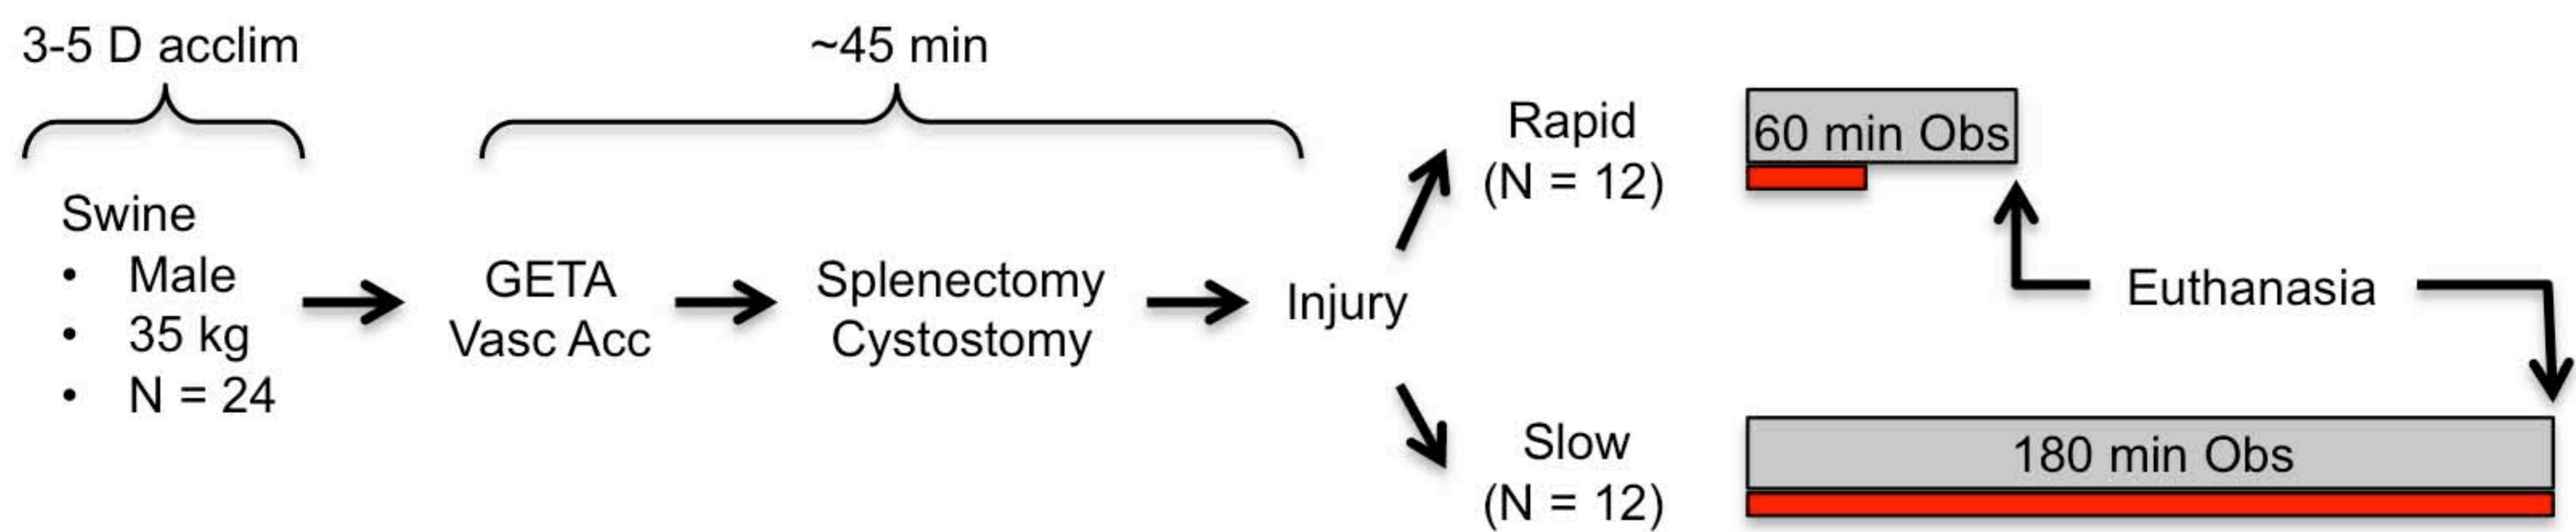 3-5 D acclim
~45 min
Swine
• Male
• 35 kg
• N = 24
GETA
Vasc Acc
Splenectomy
Cystostomy
Injury
Rapid
(N = 12)
60 min Obs
Euthanasia
Slow
(N = 12)
180 min Obs